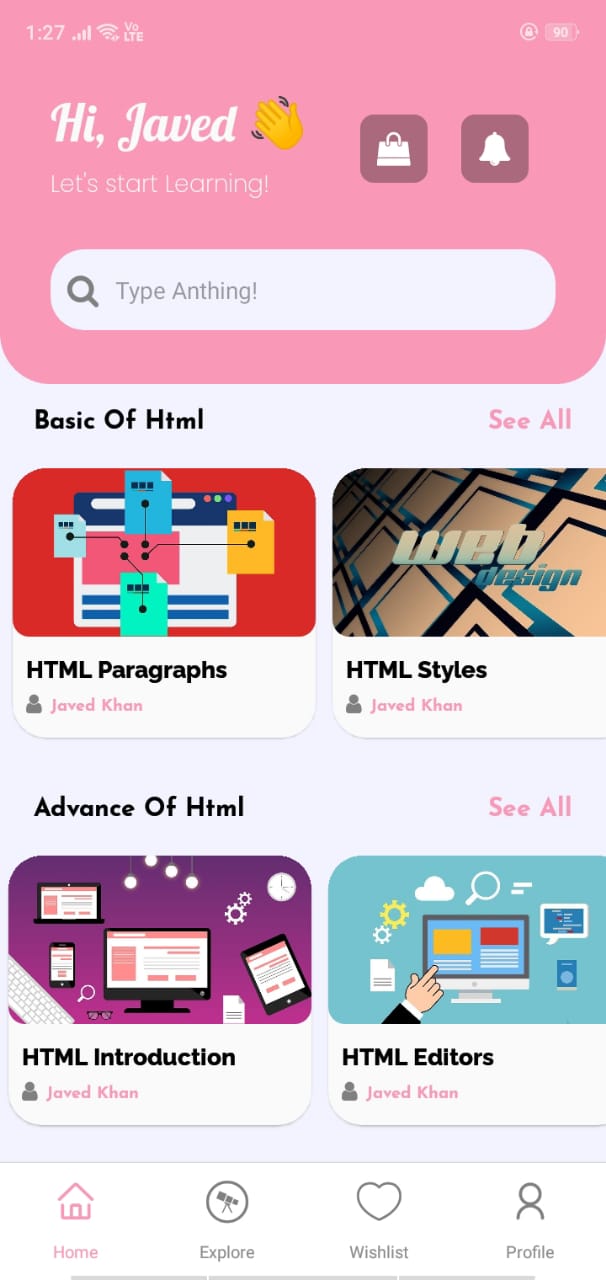 1:27
Vo
LTE
90
Hi, Javed 👋
Let's start Learning!
Type Anthing!
Basic Of Html
See All
web
design
HTML Paragraphs
HTML Styles
Javed Khan
Javed Khan
Advance Of Html
See All
HTML Introduction
HTML Editors
Javed Khan
Javed Khan
Home
Explore
Wishlist
Profile